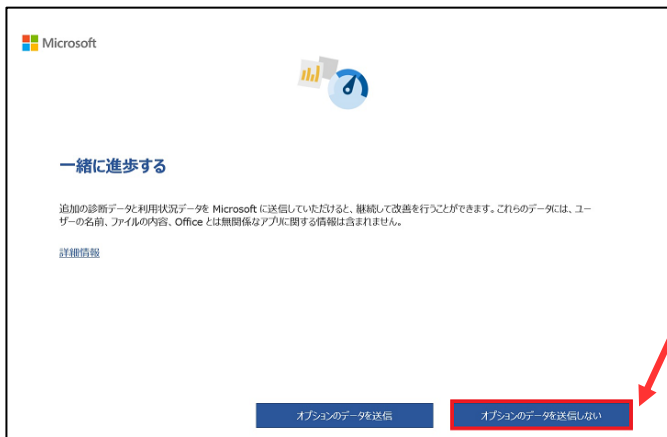 Microsoft
一緒に進歩する
追加の診断データと利用状況データを Microsoft に送信していただけると、継続して改善を行うことができます。これらのデータには、ユー
ザーの名前、ファイルの内容、Office とは無関係なアプリに関する情報は含まれません。
詳細情報
オプションのデータを送信
オプションのデータを送信しない